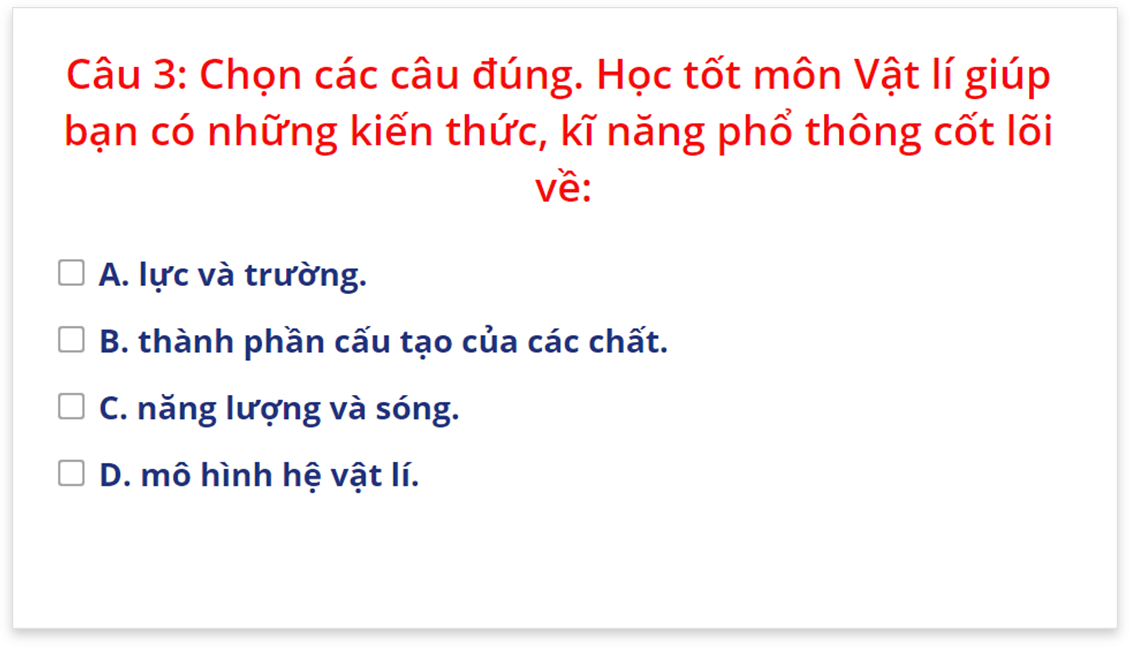 Câu 3: Chọn các câu đúng. Học tốt môn Vật lí giúp
bạn có những kiến thức, kĩ năng phổ thông cốt lõi
về:
A. lực và trường.
B. thành phần cấu tạo của các chất.
C. năng lượng và sóng.
D. mô hình hệ vật lí.